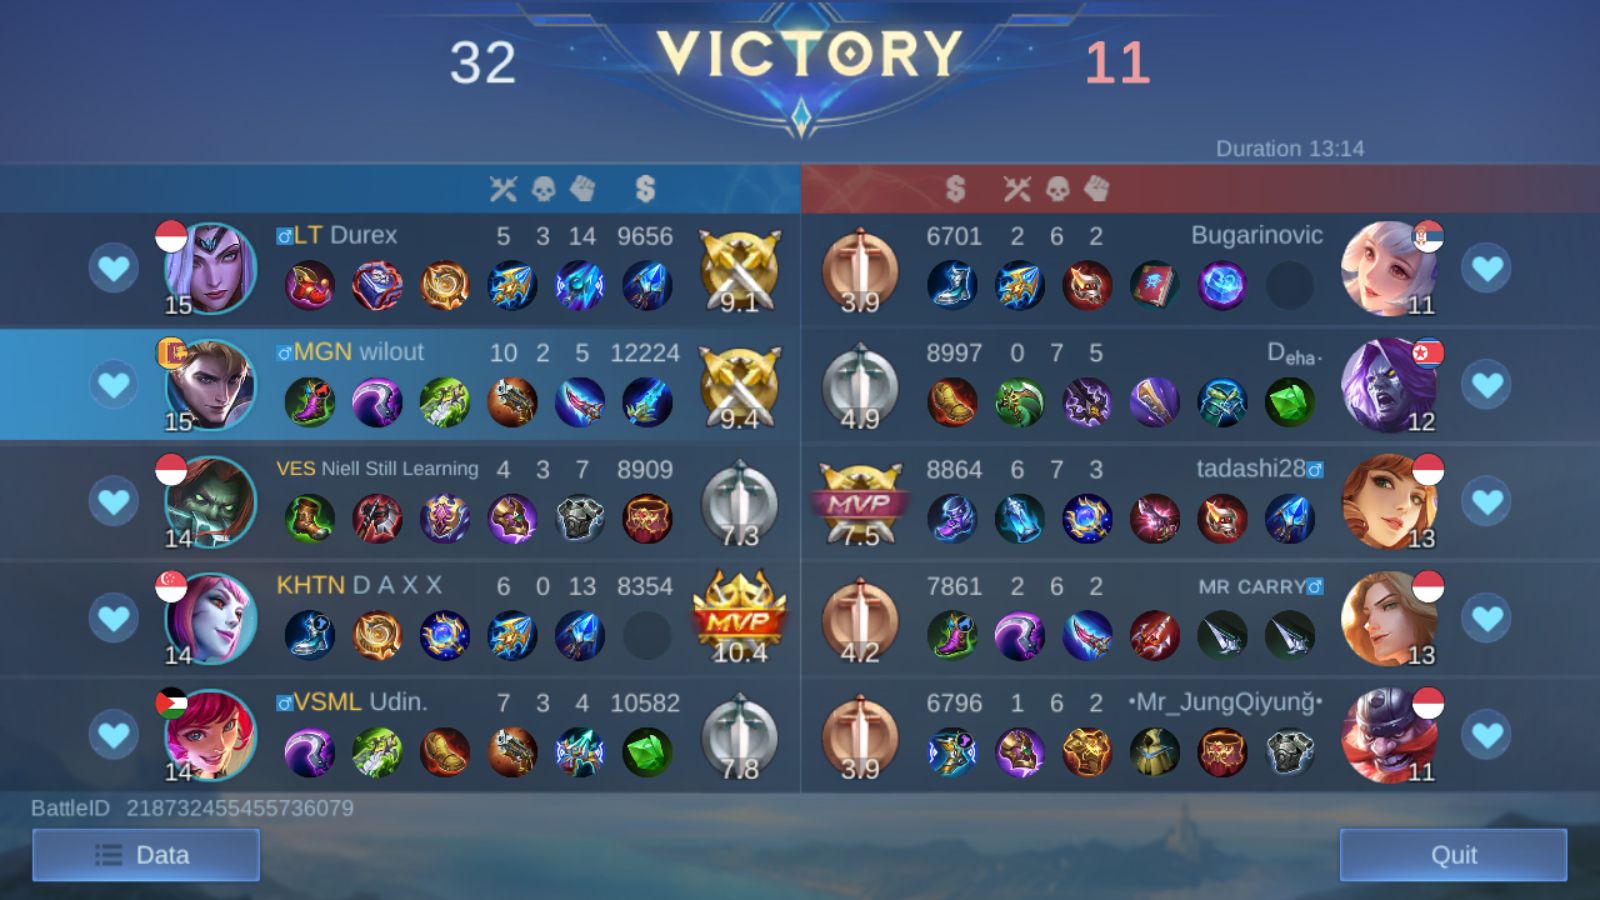 32 VICTORY 11
Duration 13:14
LT Durex 5 3 14 9656
15 9.1
MGN wilout 10 2 5 12224
15 9.4
VES Niell Still Learning 4 3 7 8909
14 7.3
KHTN D A X X 6 0 13 8354
MVP
14 10.4
VSML Udin. 7 3 4 10582
14 7.8
6701 2 6 2 Bugarinovic
3.9 11
8997 0 7 5 Deha.
4.9 12
8864 6 7 3 tadashi28
MVP
7.5 13
7861 2 6 2 MR CARRY
4.2 13
6796 1 6 2 •Mr_JungQiyunğ•
3.9 11
BattleID 218732455455736079
Data
Quit